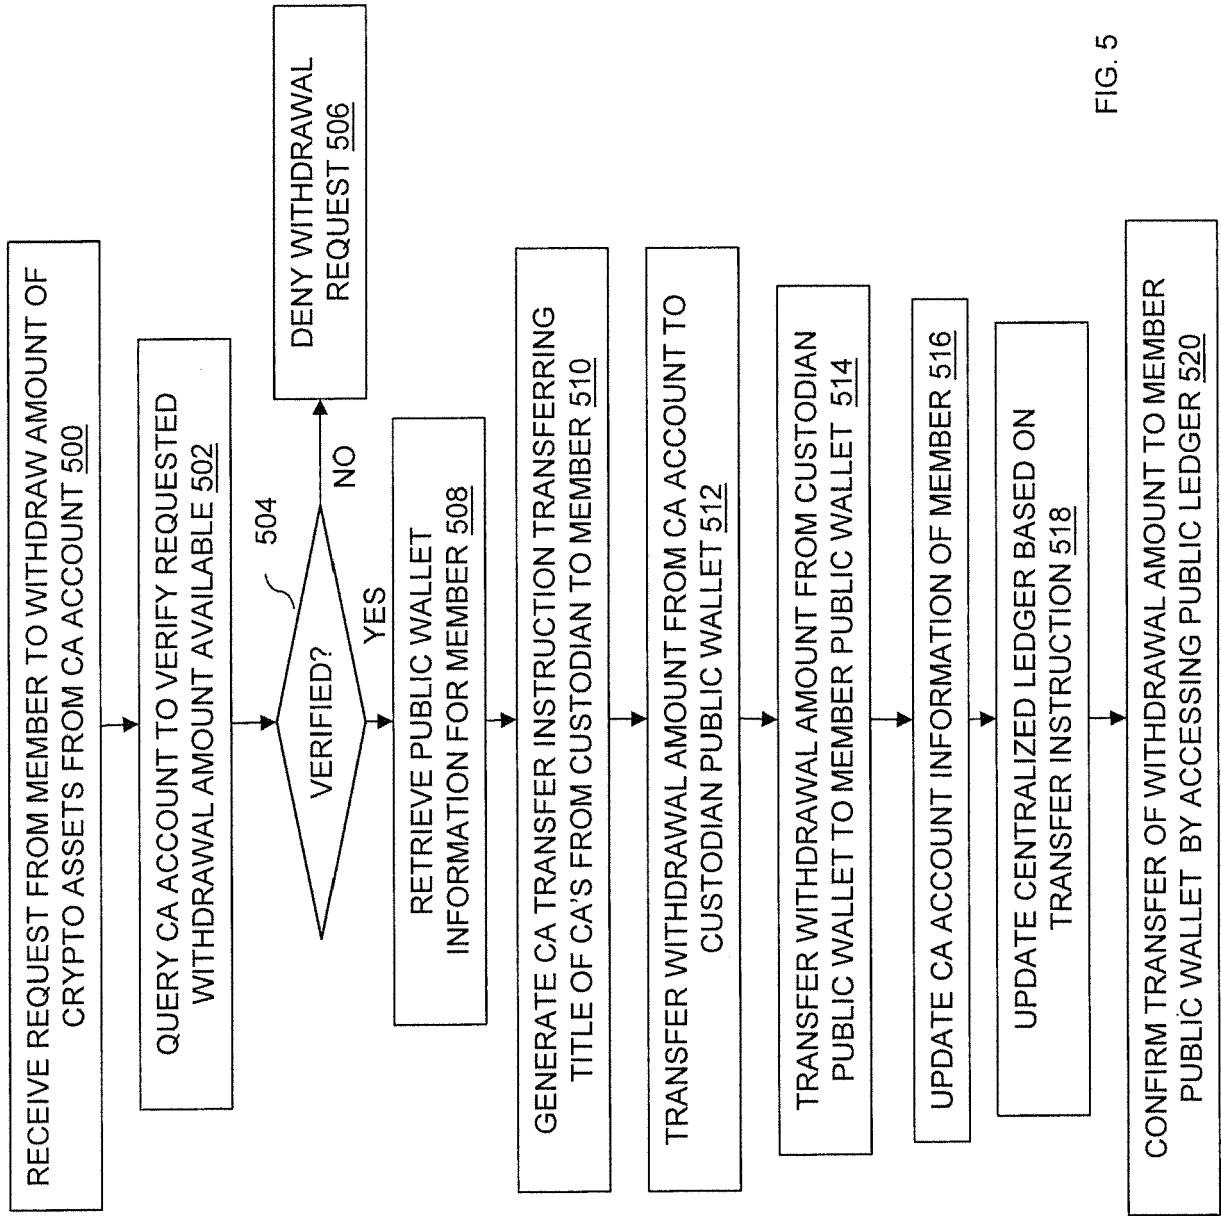 RECEIVE REQUEST FROM MEMBER TO WITHDRAW AMOUNT OF
CRYPTO ASSETS FROM CA ACCOUNT 500
QUERY CA ACCOUNT TO VERIFY REQUESTED
WITHDRAWAL AMOUNT AVAILABLE 502
504
VERIFIED?
NO
DENY WITHDRAWAL
REQUEST 506
YES
RETRIEVE PUBLIC WALLET
INFORMATION FOR MEMBER 508
GENERATE CA TRANSFER INSTRUCTION TRANSFERRING
TITLE OF CA'S FROM CUSTODIAN TO MEMBER 510
TRANSFER WITHDRAWAL AMOUNT FROM CA ACCOUNT TO
CUSTODIAN PUBLIC WALLET 512
TRANSFER WITHDRAWAL AMOUNT FROM CUSTODIAN
PUBLIC WALLET TO MEMBER PUBLIC WALLET 514
UPDATE CA ACCOUNT INFORMATION OF MEMBER 516
UPDATE CENTRALIZED LEDGER BASED ON
TRANSFER INSTRUCTION 518
CONFIRM TRANSFER OF WITHDRAWAL AMOUNT TO MEMBER
PUBLIC WALLET BY ACCESSING PUBLIC LEDGER 520
FIG. 5